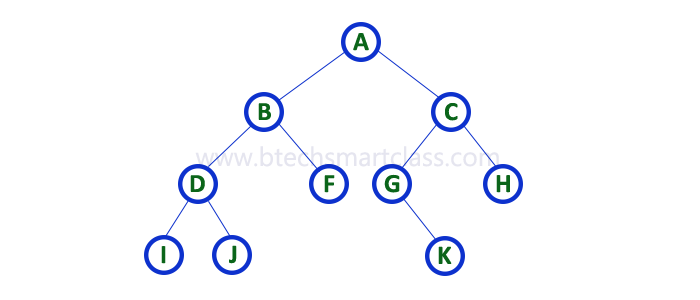 A
B C
www.btechsmartclass.com
D F G H
I J K